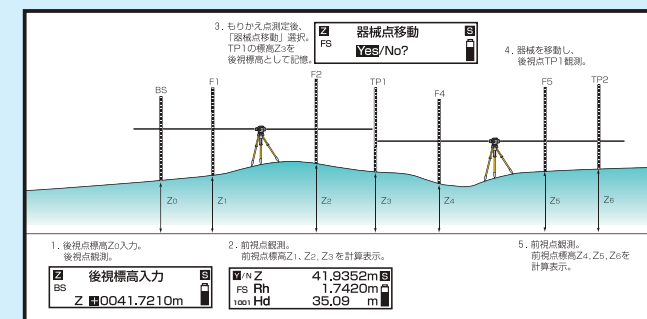 3. もりかえ点測定後、
「器械点移動」選択。
TP1の標高Z3を
後視標高として記憶。
Z 器械点移動 S
FS Yes/No?
4. 器械を移動し、
後視点TP1観測。
BS F1 F2 TP1 F4 F5 TP2
Z0 Z1 Z2 Z3 Z4 Z5 Z6
1. 後視点標高Z0入力。
後視点観測。
Z 後視標高入力 S
BS
Z +0041.7210m
2. 前視点観測。
前視点標高Z1、Z2, Z3を計算表示。
Y/N Z 41.9352m S
FS Rh 1.7420m
1001 Hd 35.09 m
5. 前視点観測。
前視点標高Z4, Z5, Z6を
計算表示。